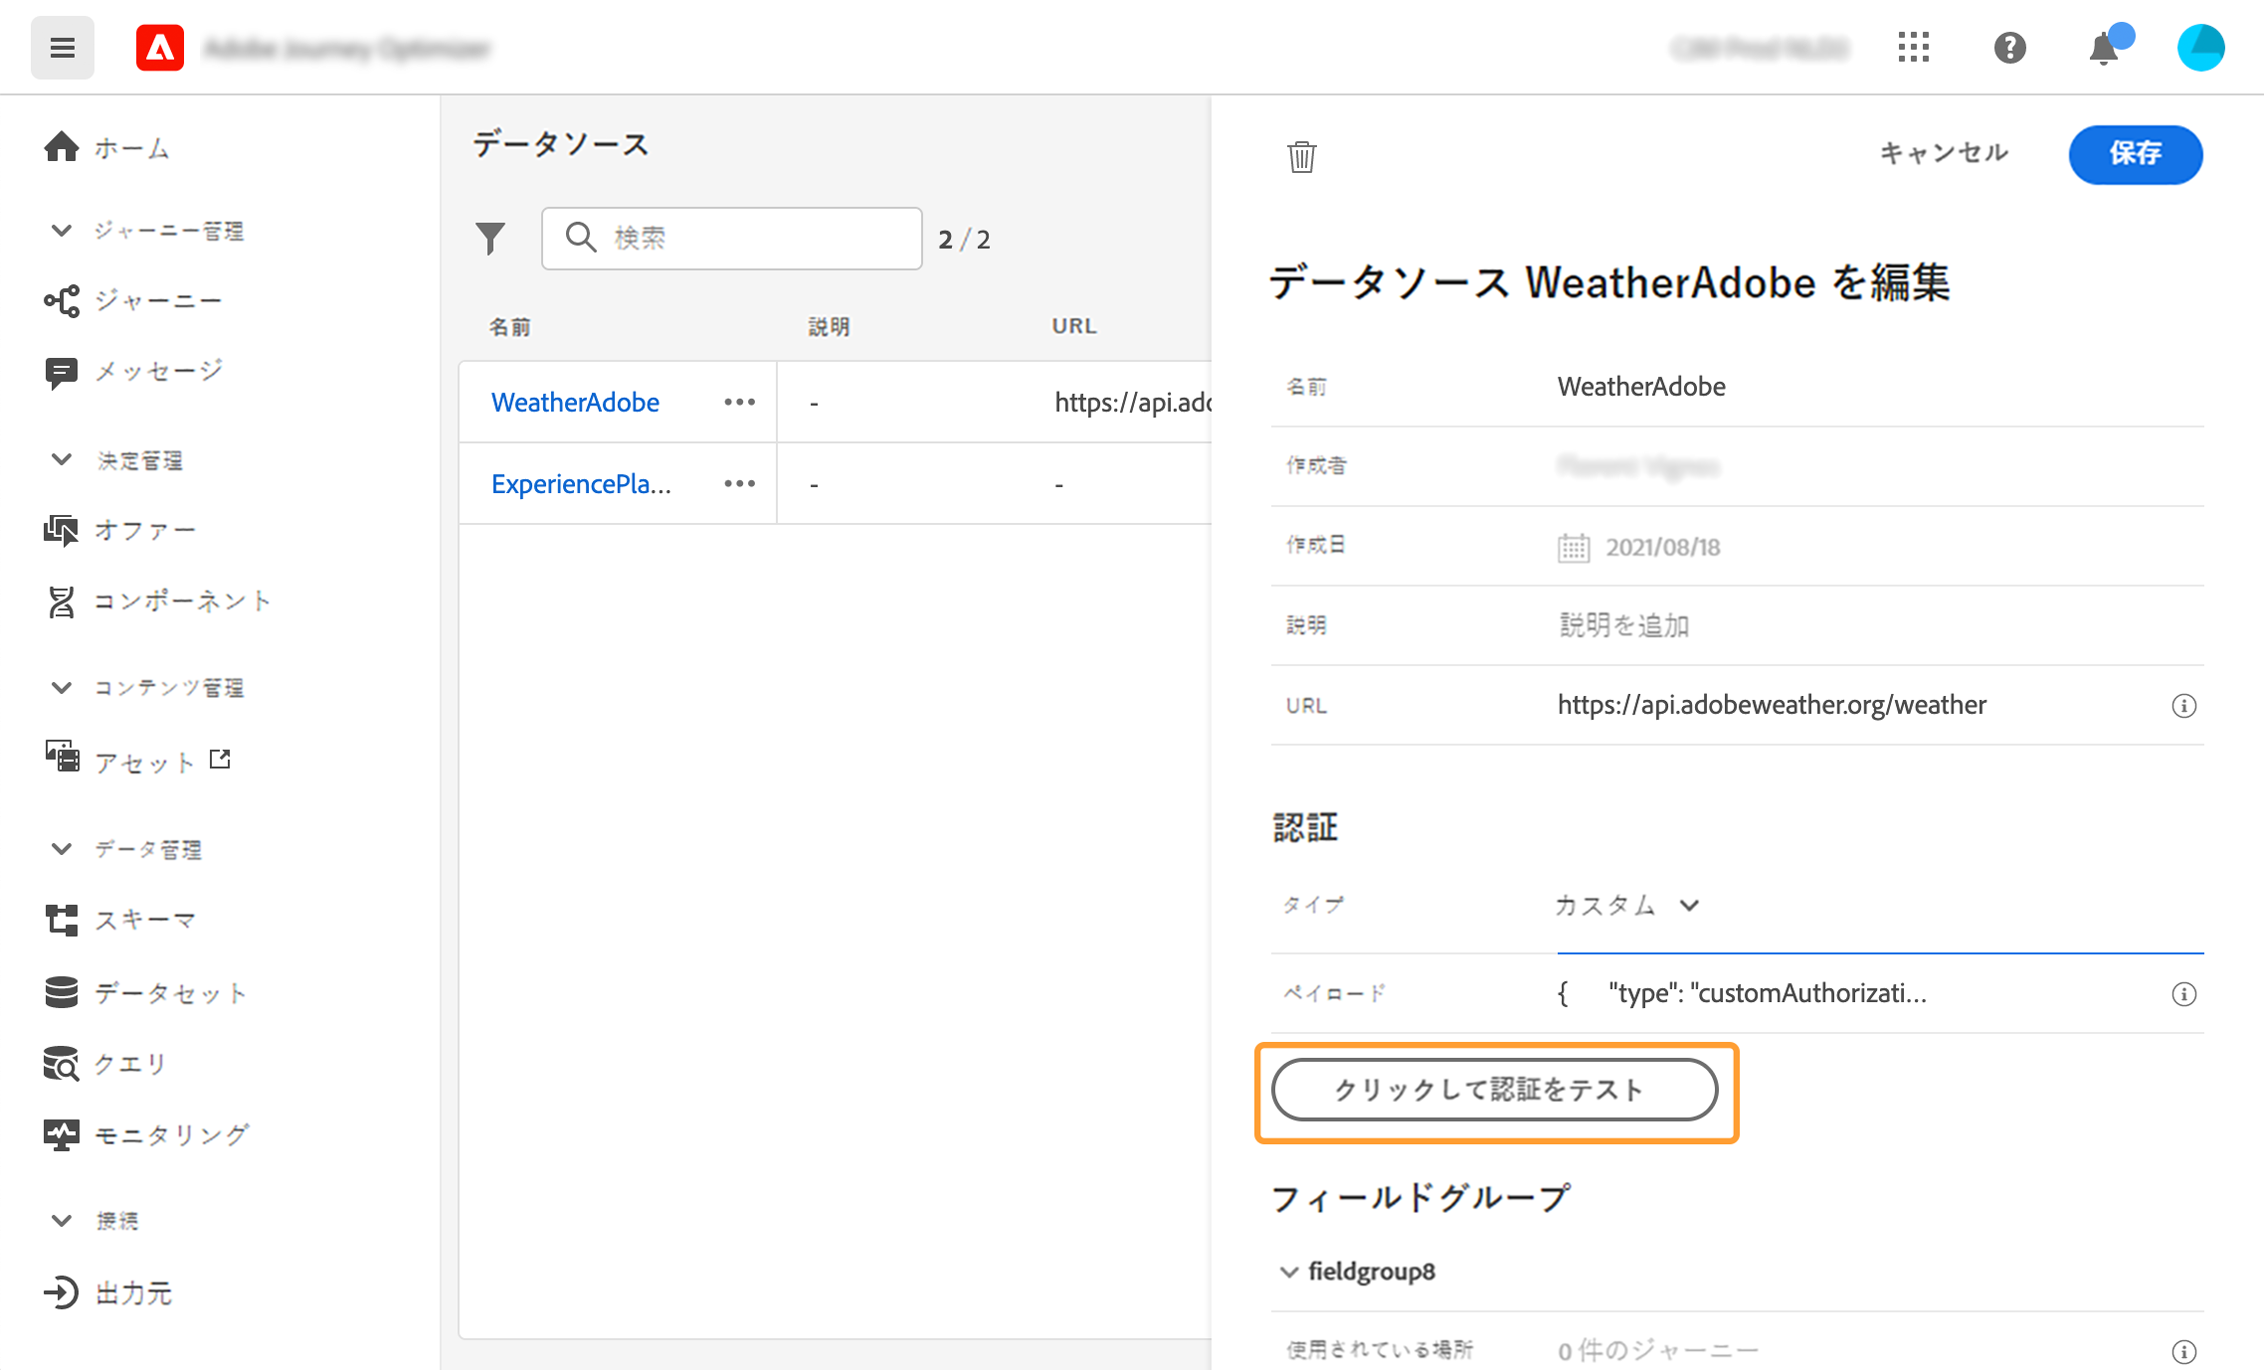 ホーム
ジャーニー管理
ジャーニー
メッセージ
決定管理
オファー
コンポーネント
コンテンツ管理
アセット
データ管理
スキーマ
データセット
クエリ
モニタリング
接続
出力元
データソース
検索
2 / 2
名前 説明 URL
WeatherAdobe ••• - https://api.adc
ExperiencePla... ••• - -
キャンセル
保存
データソース WeatherAdobe を編集
名前 WeatherAdobe
作成者
作成日 2021/08/18
説明 説明を追加
URL https://api.adobeweather.org/weather
認証
タイプ カスタム
ペイロード { "type": "customAuthorizati...
クリックして認証をテスト
フィールドグループ
fieldgroup8
使用されている場所 0 件のジャーニー